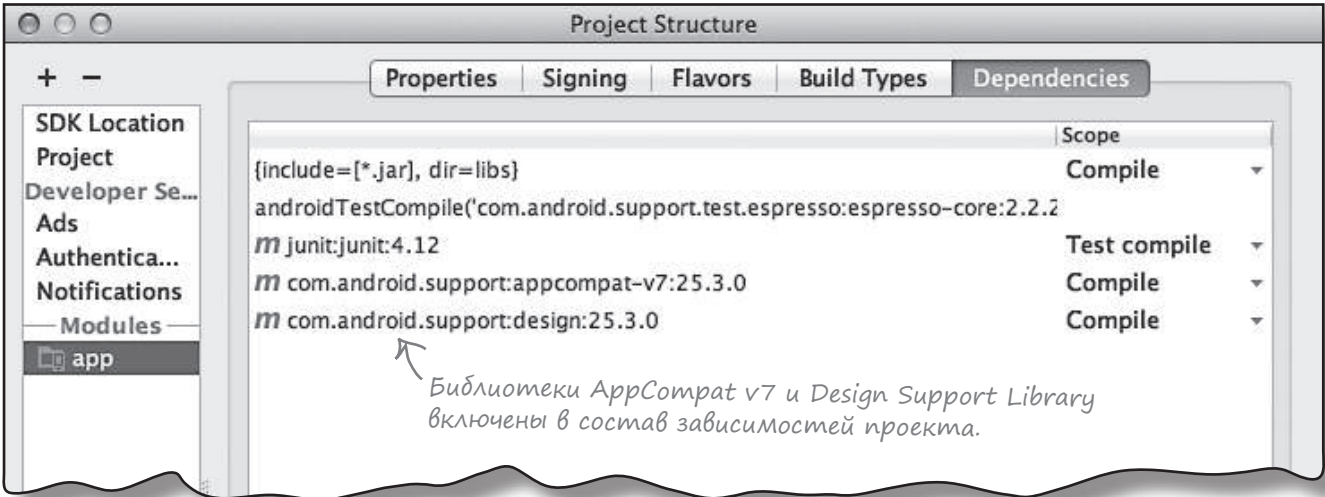 Project Structure
+ −
Properties Signing Flavors Build Types Dependencies
SDK Location
Project
Developer Se...
Ads
Authentica...
Notifications
Modules
app
Scope
{include=[*.jar], dir=libs} Compile
androidTestCompile('com.android.support.test.espresso:espresso-core:2.2.2
m junit:junit:4.12 Test compile
m com.android.support:appcompat-v7:25.3.0 Compile
m com.android.support:design:25.3.0 Compile
Библиотеки AppCompat v7 и Design Support Library
включены в состав зависимостей проекта.